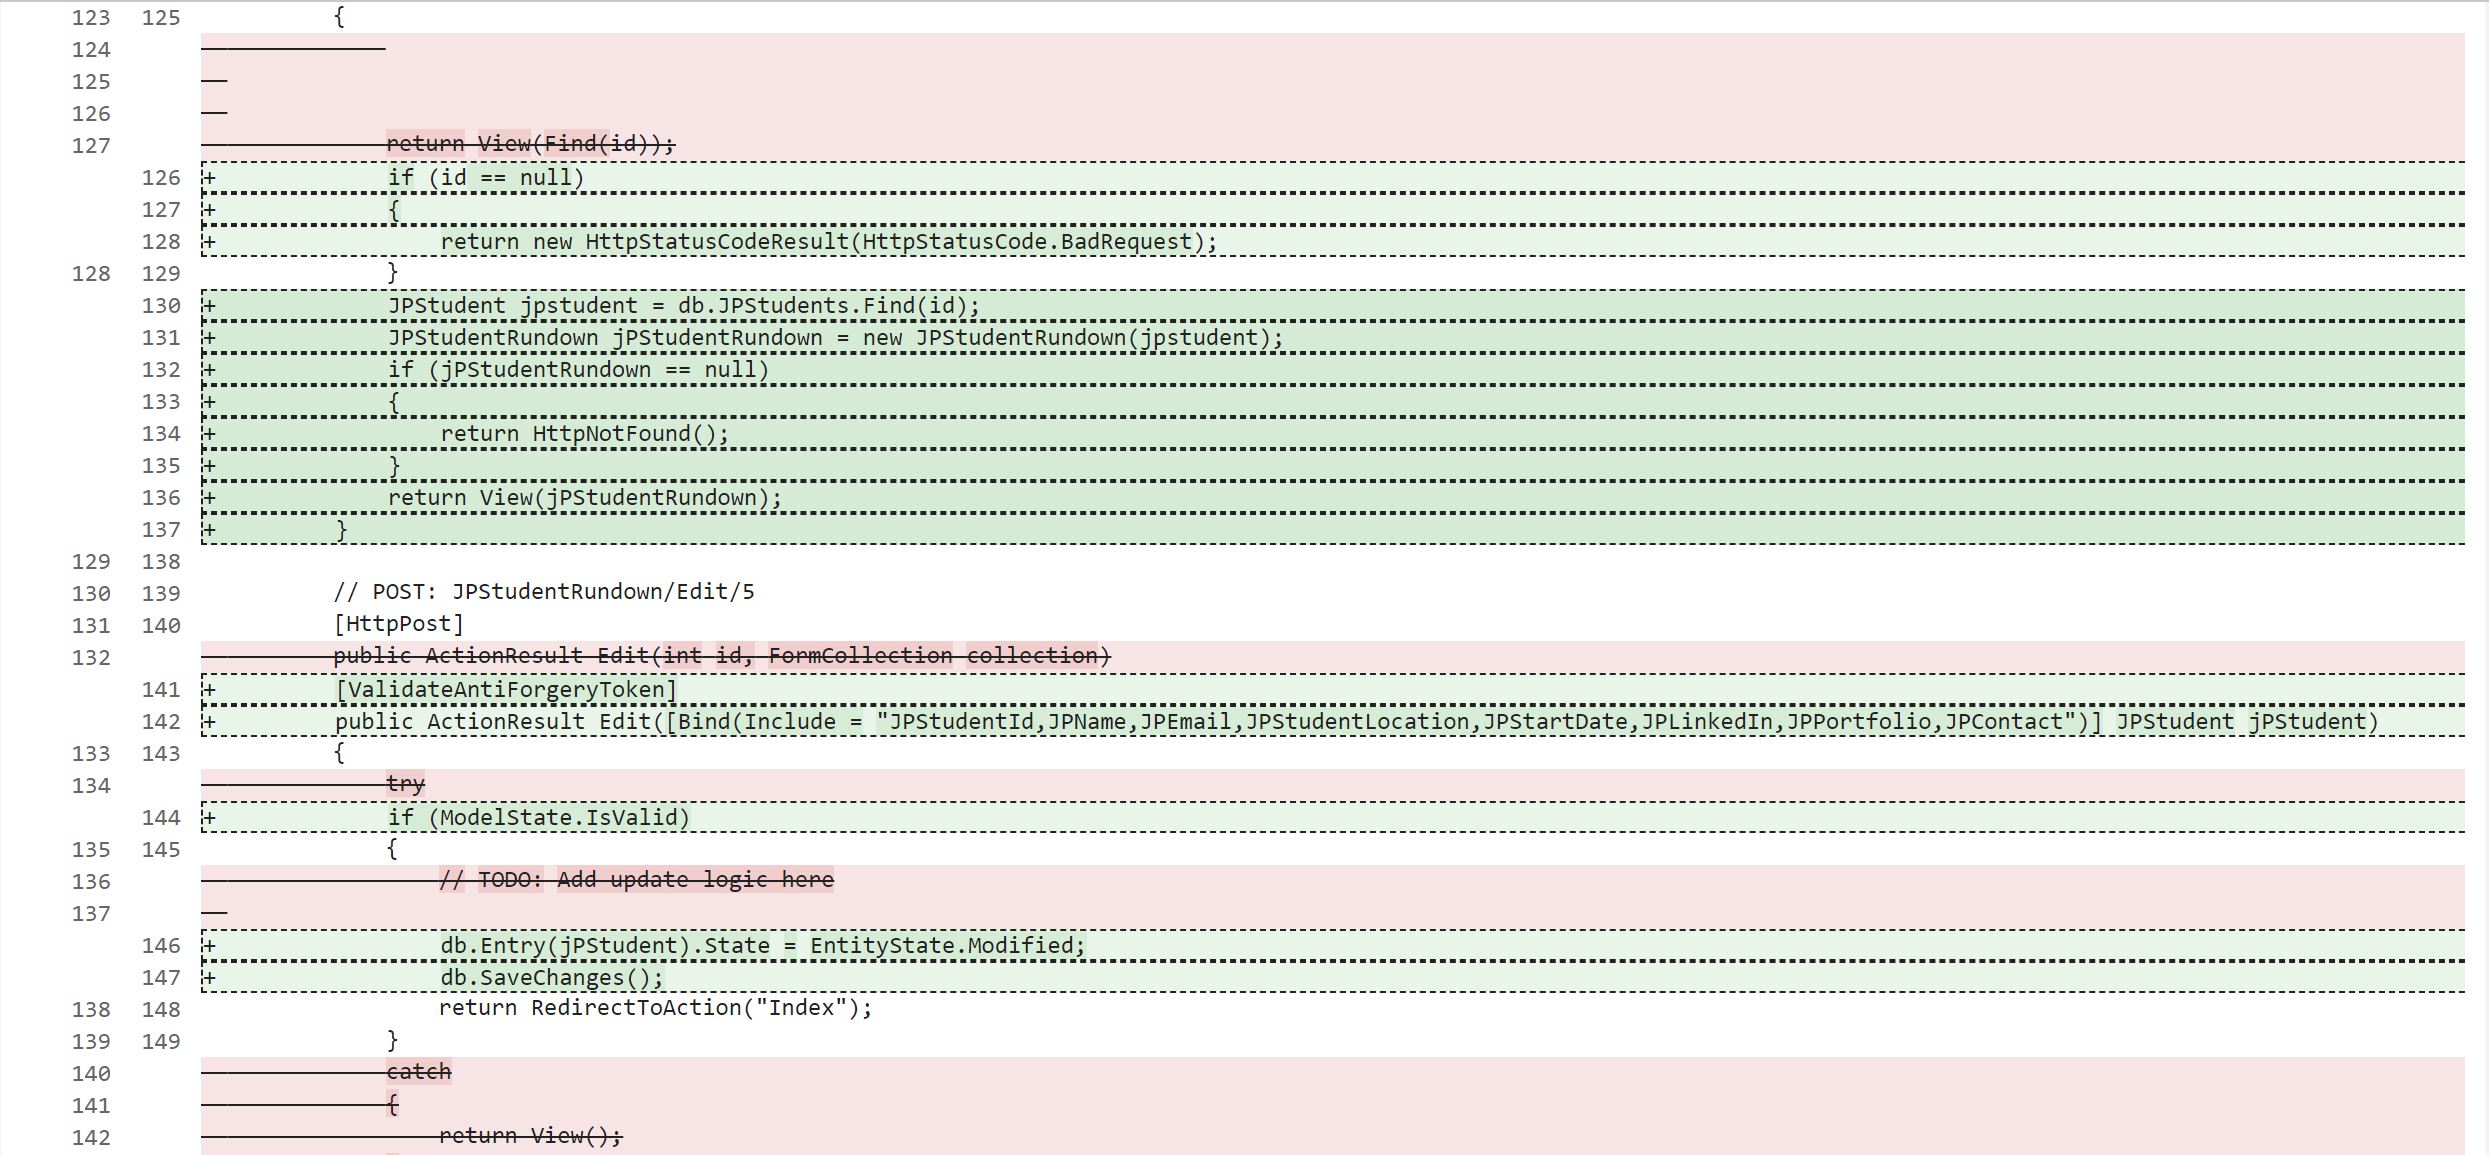 123 125 {
124
125
126
127 return View(Find(id));
126 + if (id == null)
127 + {
128 + return new HttpStatusCodeResult(HttpStatusCode.BadRequest);
128 129 }
130 + JPStudent jpstudent = db.JPStudents.Find(id);
131 + JPStudentRundown jPStudentRundown = new JPStudentRundown(jpstudent);
132 + if (jPStudentRundown == null)
133 + {
134 + return HttpNotFound();
135 + }
136 + return View(jPStudentRundown);
137 + }
129 138
130 139 // POST: JPStudentRundown/Edit/5
131 140 [HttpPost]
132 public ActionResult Edit(int id, FormCollection collection)
141 + [ValidateAntiForgeryToken]
142 + public ActionResult Edit([Bind(Include = "JPStudentId,JPName,JPEmail,JPStudentLocation,JPStartDate,JPLinkedIn,JPPortfolio,JPContact")] JPStudent jPStudent)
133 143 {
134 try
144 + if (ModelState.IsValid)
135 145 {
136 // TODO: Add update logic here
137
146 + db.Entry(jPStudent).State = EntityState.Modified;
147 + db.SaveChanges();
138 148 return RedirectToAction("Index");
139 149 }
140 catch
141 {
142 return View();